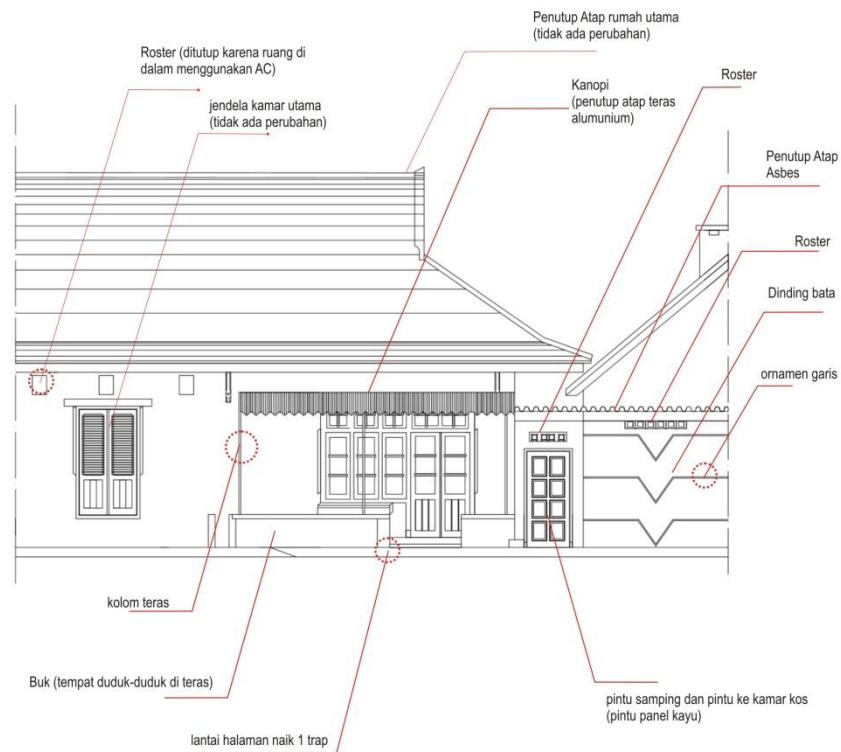 Penutup Atap rumah utama
(tidak ada perubahan)
Roster (ditutup karena ruang di
dalam menggunakan AC)
Kanopi
(penutup atap teras
alumunium)
Roster
jendela kamar utama
(tidak ada perubahan)
Penutup Atap
Asbes
Roster
Dinding bata
ornamen garis
kolom teras
Buk (tempat duduk-duduk di teras)
pintu samping dan pintu ke kamar kos
(pintu panel kayu)
lantai halaman naik 1 trap